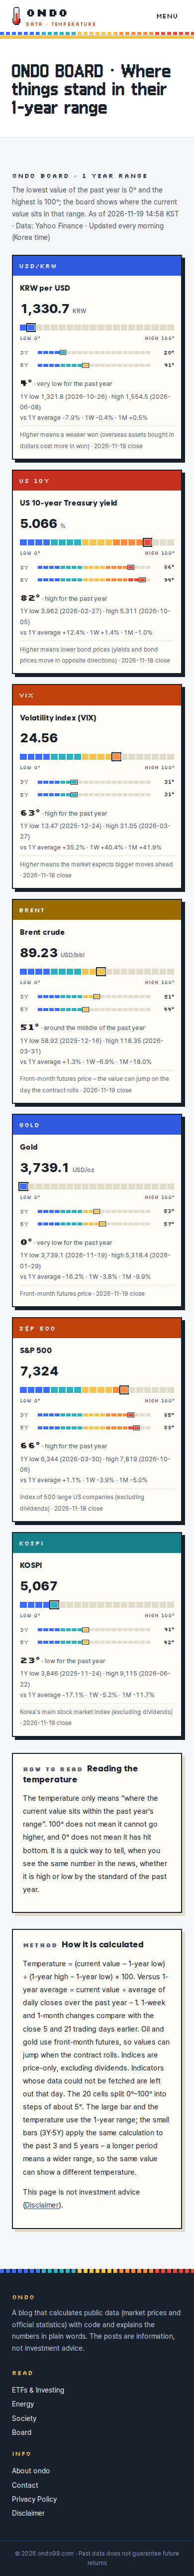 ONDO
DATA · TEMPERATURE
MENU
ONDO BOARD · Where
things stand in their
1-year range
ONDO BOARD · 1 YEAR RANGE
The lowest value of the past year is 0° and the
highest is 100°; the board shows where the current
value sits in that range. As of 2026-11-19 14:58 KST
· Data: Yahoo Finance · Updated every morning
(Korea time)
USD/KRW
KRW per USD
1,330.7 KRW
LOW 0° HIGH 100°
3Y 20°
5Y 41°
4° · very low for the past year
1Y low 1,321.8 (2026-10-26) · high 1,554.5 (2026-
06-08)
vs 1Y average -7.9% · 1W -0.4% · 1M +0.5%
Higher means a weaker won (overseas assets bought in
dollars cost more in won) · 2026-11-19 close
US 10Y
US 10-year Treasury yield
5.066 %
LOW 0° HIGH 100°
3Y 86°
5Y 94°
82° · high for the past year
1Y low 3.962 (2026-02-27) · high 5.311 (2026-10-
05)
vs 1Y average +12.4% · 1W +1.4% · 1M -1.0%
Higher means lower bond prices (yields and bond
prices move in opposite directions) · 2026-11-18 close
VIX
Volatility index (VIX)
24.56
LOW 0° HIGH 100°
3Y 31°
5Y 31°
63° · high for the past year
1Y low 13.47 (2025-12-24) · high 31.05 (2026-03-
27)
vs 1Y average +35.2% · 1W +40.4% · 1M +41.9%
Higher means the market expects bigger moves ahead
· 2026-11-18 close
BRENT
Brent crude
89.23 USD/bbl
LOW 0° HIGH 100°
3Y 51°
5Y 44°
51° · around the middle of the past year
1Y low 58.92 (2025-12-16) · high 118.35 (2026-
03-31)
vs 1Y average +1.3% · 1W -6.9% · 1M -18.0%
Front-month futures price – the value can jump on the
day the contract rolls · 2026-11-19 close
GOLD
Gold
3,739.1 USD/oz
LOW 0° HIGH 100°
3Y 52°
5Y 57°
0° · very low for the past year
1Y low 3,739.1 (2026-11-19) · high 5,318.4 (2026-
01-29)
vs 1Y average -16.2% · 1W -3.8% · 1M -9.9%
Front-month futures price · 2026-11-19 close
S&P 500
S&P 500
7,324
LOW 0° HIGH 100°
3Y 85°
5Y 88°
66° · high for the past year
1Y low 6,344 (2026-03-30) · high 7,819 (2026-10-
06)
vs 1Y average +1.1% · 1W -3.9% · 1M -5.0%
Index of 500 large US companies (excluding
dividends) · 2026-11-18 close
KOSPI
KOSPI
5,067
LOW 0° HIGH 100°
3Y 41°
5Y 42°
23° · low for the past year
1Y low 3,846 (2025-11-24) · high 9,115 (2026-06-
22)
vs 1Y average -17.1% · 1W -5.2% · 1M -11.7%
Korea's main stock market index (excluding dividends)
· 2026-11-19 close
HOW TO READ Reading the
temperature
The temperature only means “where the
current value sits within the past year's
range”. 100° does not mean it cannot go
higher, and 0° does not mean it has hit
bottom. It is a quick way to tell, when you
see the same number in the news, whether
it is high or low by the standard of the past
year.
METHOD How it is calculated
Temperature = (current value − 1-year low)
÷ (1-year high − 1-year low) × 100. Versus 1-
year average = current value ÷ average of
daily closes over the past year − 1. 1-week
and 1-month changes compare with the
close 5 and 21 trading days earlier. Oil and
gold use front-month futures, so values can
jump when the contract rolls. Indices are
price-only, excluding dividends. Indicators
whose data could not be fetched are left
out that day. The 20 cells split 0°–100° into
steps of about 5°. The large bar and the
temperature use the 1-year range; the small
bars (3Y·5Y) apply the same calculation to
the past 3 and 5 years – a longer period
means a wider range, so the same value
can show a different temperature.
This page is not investment advice
(Disclaimer).
ONDO
A blog that calculates public data (market prices and
official statistics) with code and explains the
numbers in plain words. The posts are information,
not investment advice.
READ
ETFs & Investing
Energy
Society
Board
INFO
About ondo
Contact
Privacy Policy
Disclaimer
© 2026 ondo99.com · Past data does not guarantee future
returns